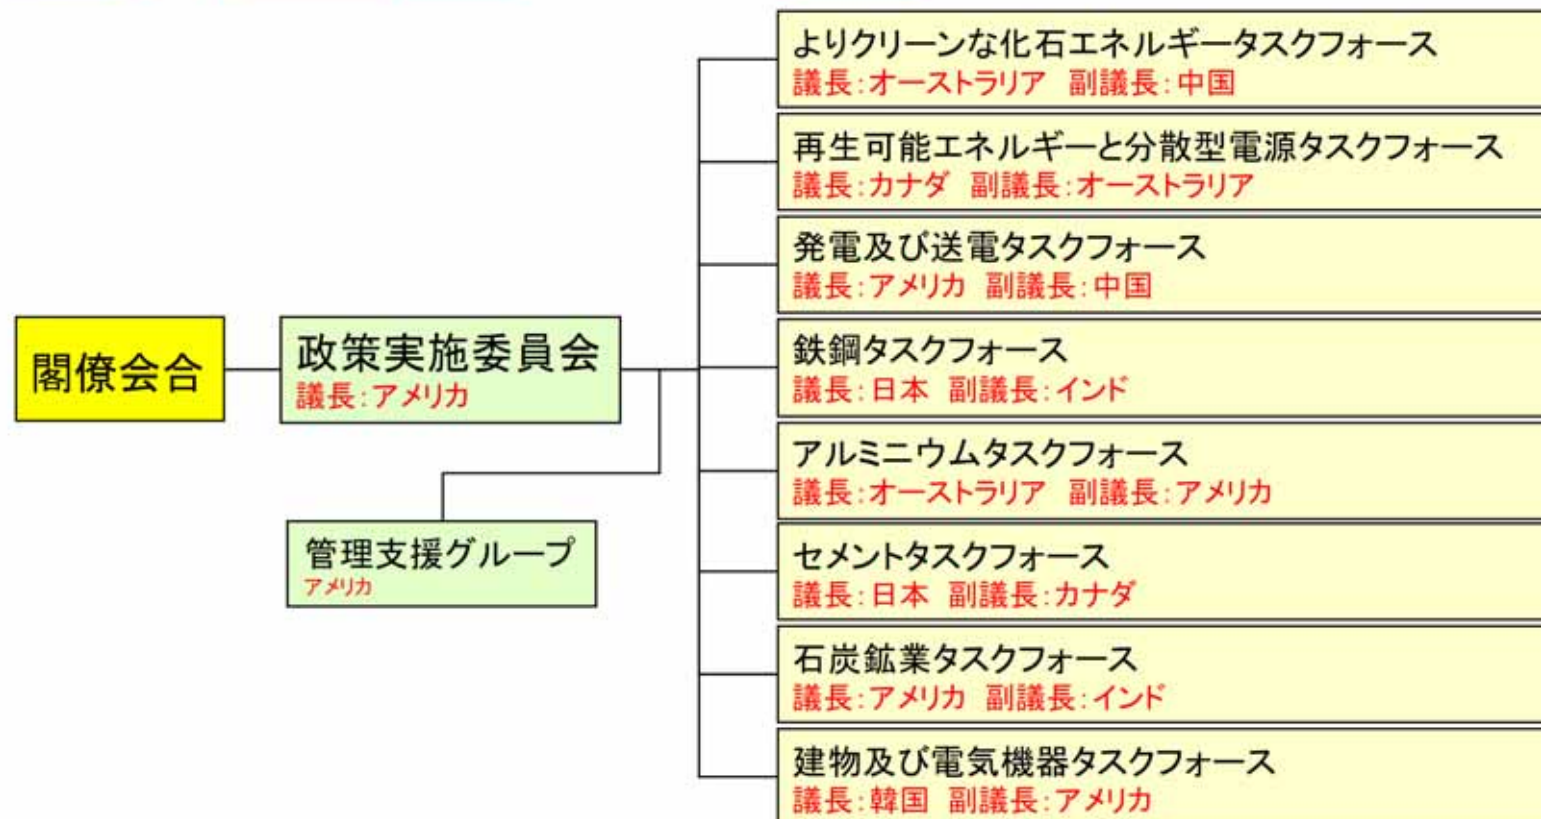 閣僚会合
政策実施委員会
議長:アメリカ
管理支援グループ
アメリカ
よりクリーンな化石エネルギータスクフォース
議長:オーストラリア 副議長:中国
再生可能エネルギーと分散型電源タスクフォース
議長:カナダ 副議長:オーストラリア
発電及び送電タスクフォース
議長:アメリカ 副議長:中国
鉄鋼タスクフォース
議長:日本 副議長:インド
アルミニウムタスクフォース
議長:オーストラリア 副議長:アメリカ
セメントタスクフォース
議長:日本 副議長:カナダ
石炭鉱業タスクフォース
議長:アメリカ 副議長:インド
建物及び電気機器タスクフォース
議長:韓国 副議長:アメリカ